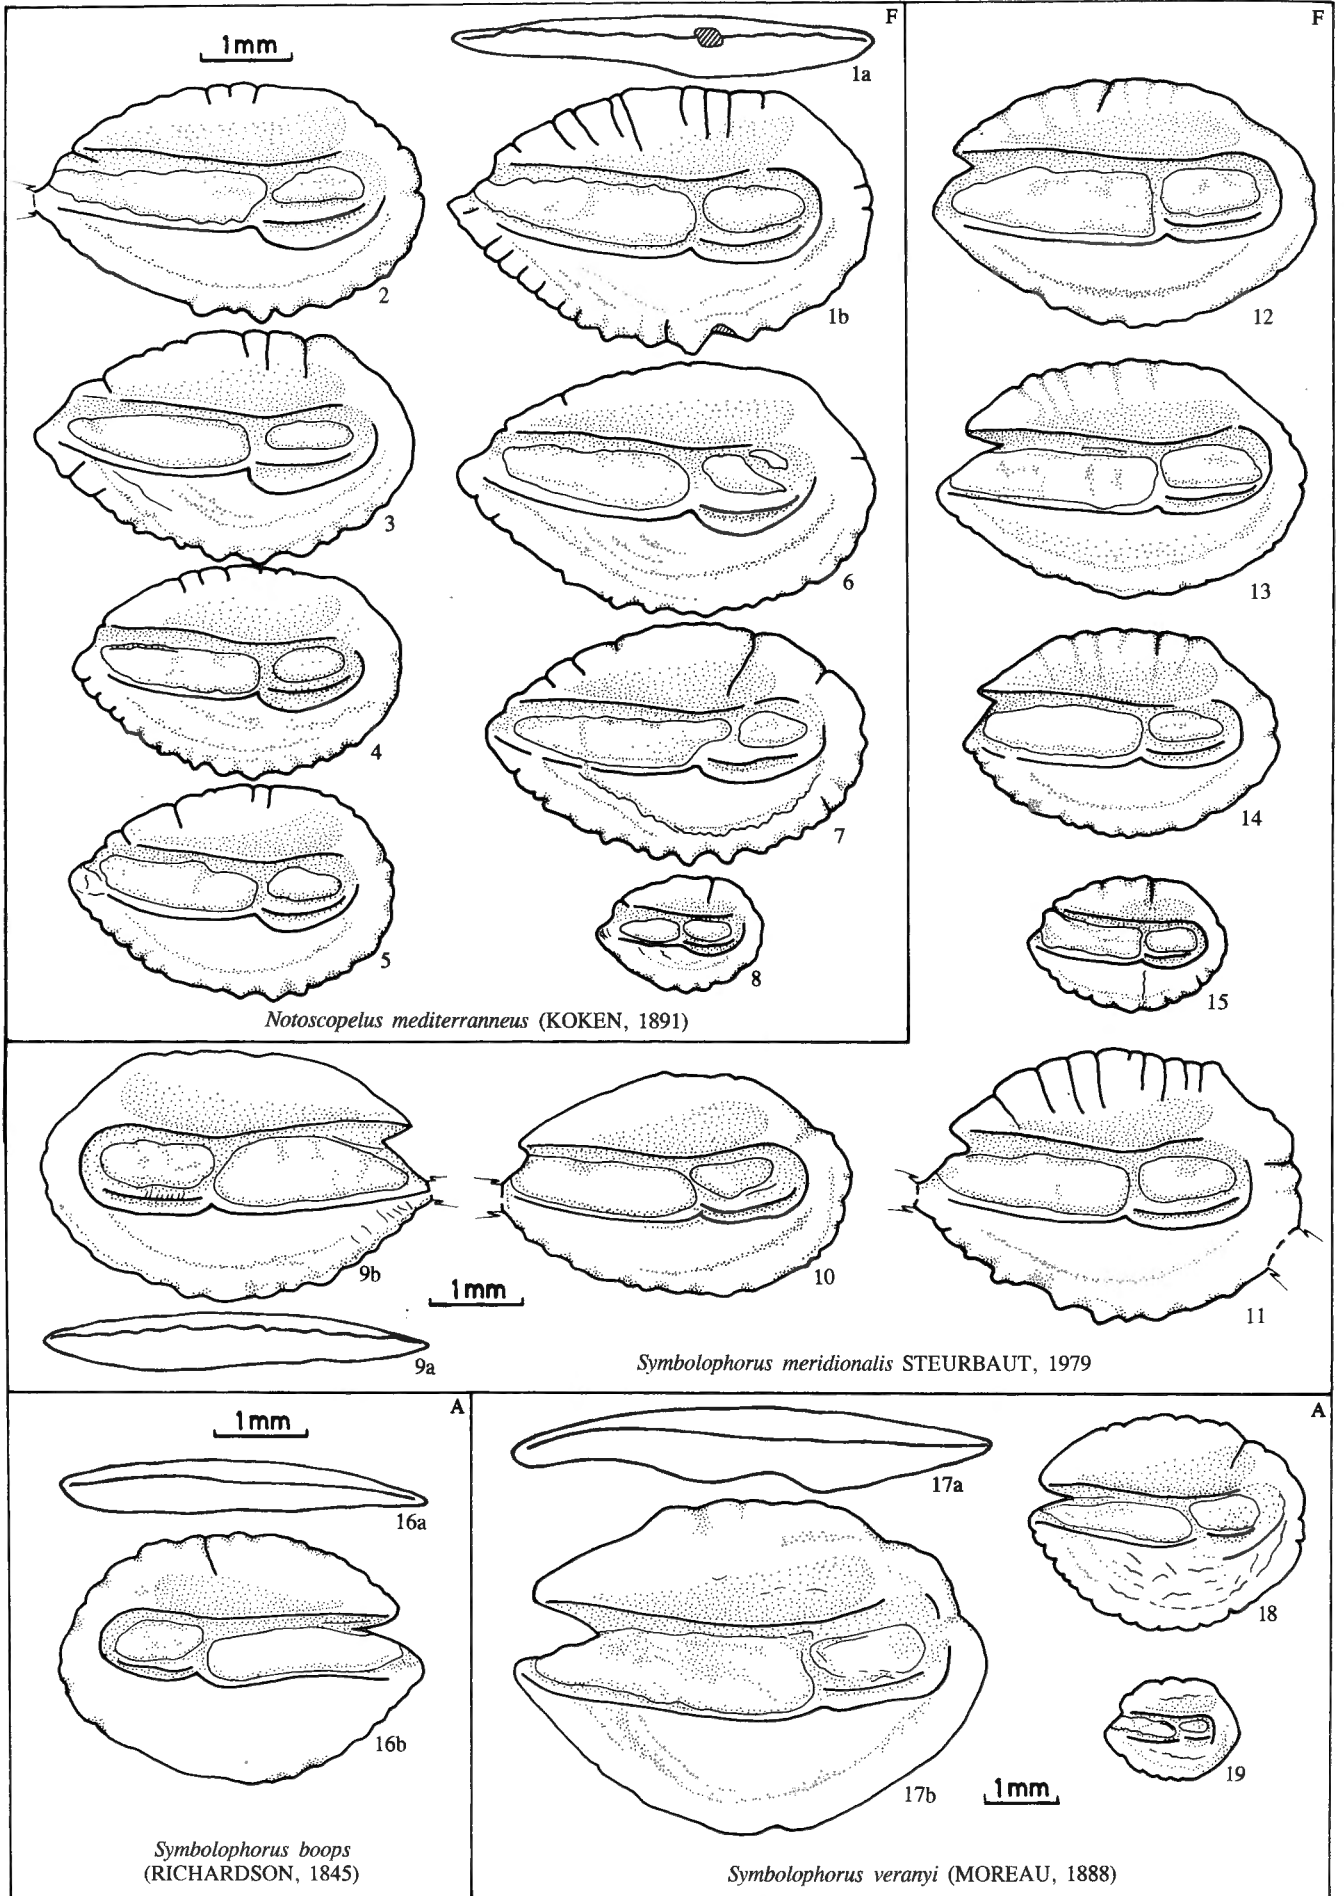 F
1mm
1a
2
1b
3
6
4
7
5
8
Notoscopelus mediterranneus (KOKEN, 1891)
F
12
13
14
15
9b
10
11
1mm
9a
Symbolophorus meridionalis STEURBAUT, 1979
A
1mm
16a
16b
Symbolophorus boops
(RICHARDSON, 1845)
A
17a
18
17b
19
1mm
Symbolophorus veranyi (MOREAU, 1888)